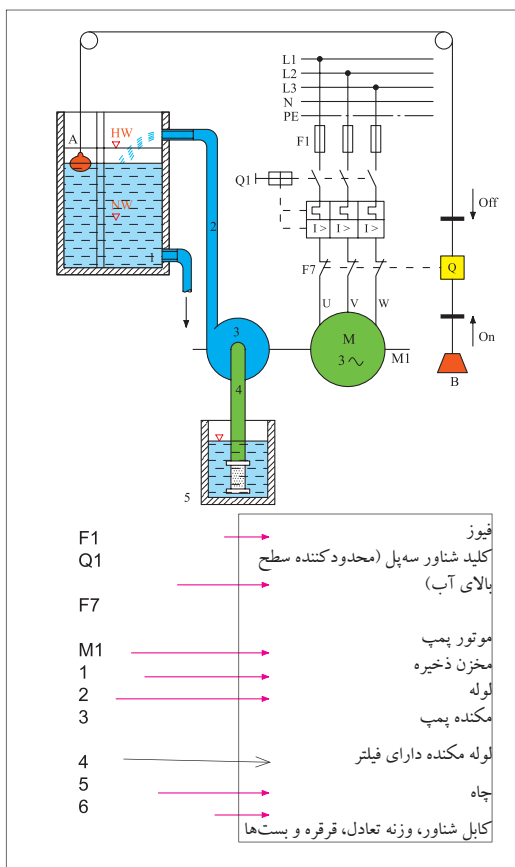 L1
L2
L3
N
PE
F1
A
HW
Q1
Off
I > I > I >
NW
2
1
F7
Q
U V W
3
M
3
M1
On
4
B
5
F1
Q1
F7
M1
1
2
3
4
5
6
فیوز
کلید شناور سه‌پل (محدودکننده سطح
بالای آب)
موتور پمپ
مخزن ذخیره
لوله
مکنده پمپ
لوله مکنده دارای فیلتر
چاه
کابل شناور، وزنه تعادل، قرقره و بست‌ها